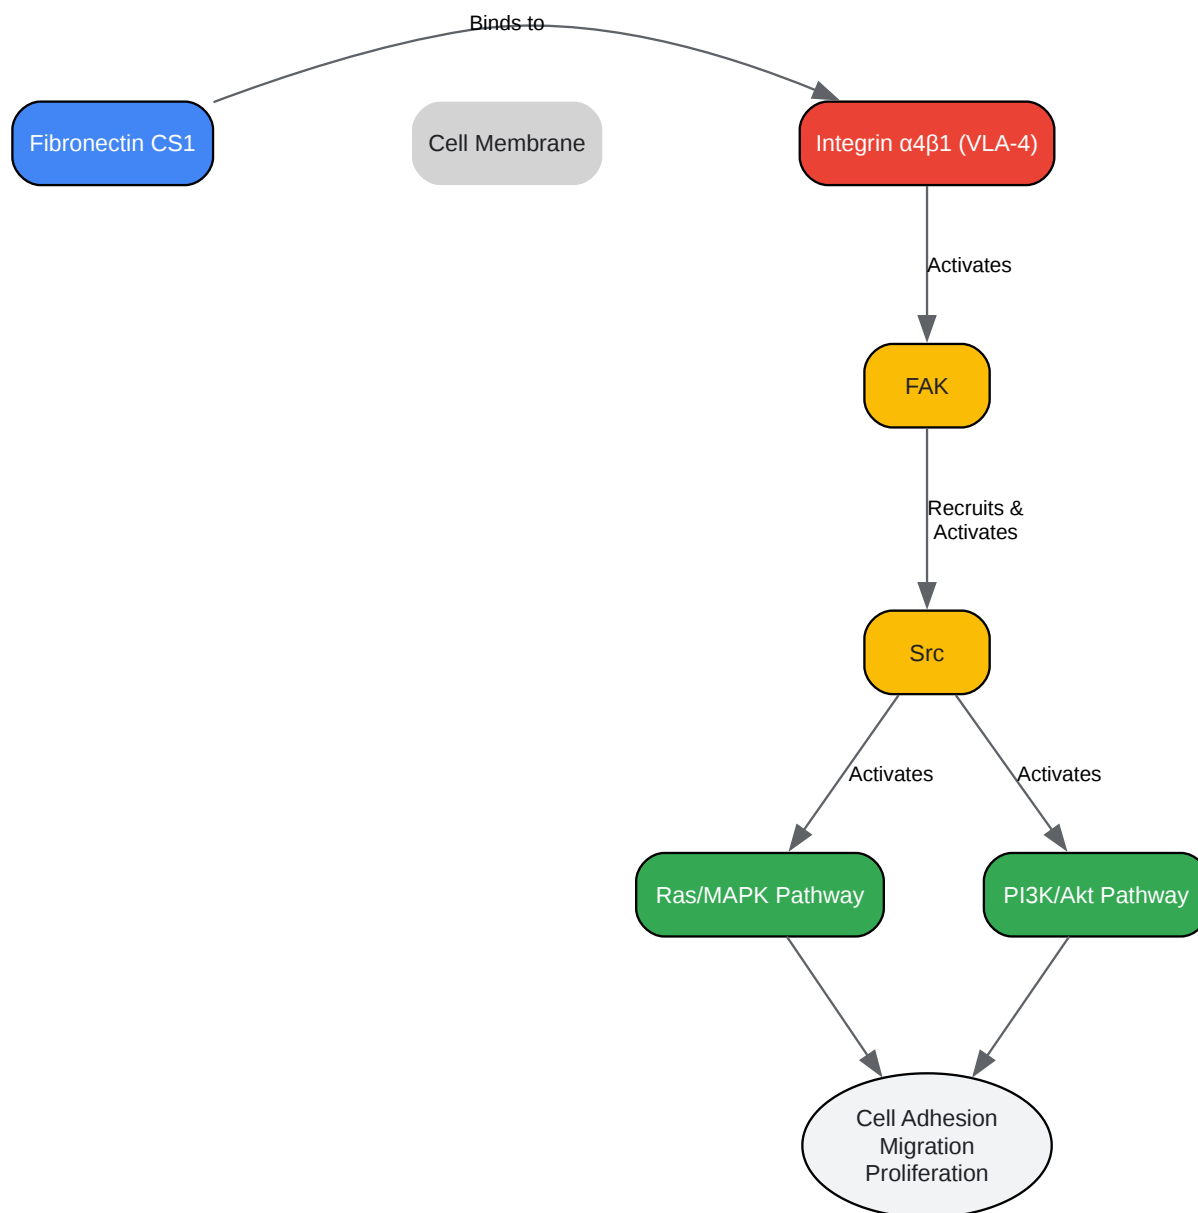 Binds to
Fibronectin CS1
Cell Membrane
Integrin α4β1 (VLA-4)
Activates
FAK
Recruits &
Activates
Src
Activates
Activates
Ras/MAPK Pathway
PI3K/Akt Pathway
Cell Adhesion
Migration
Proliferation